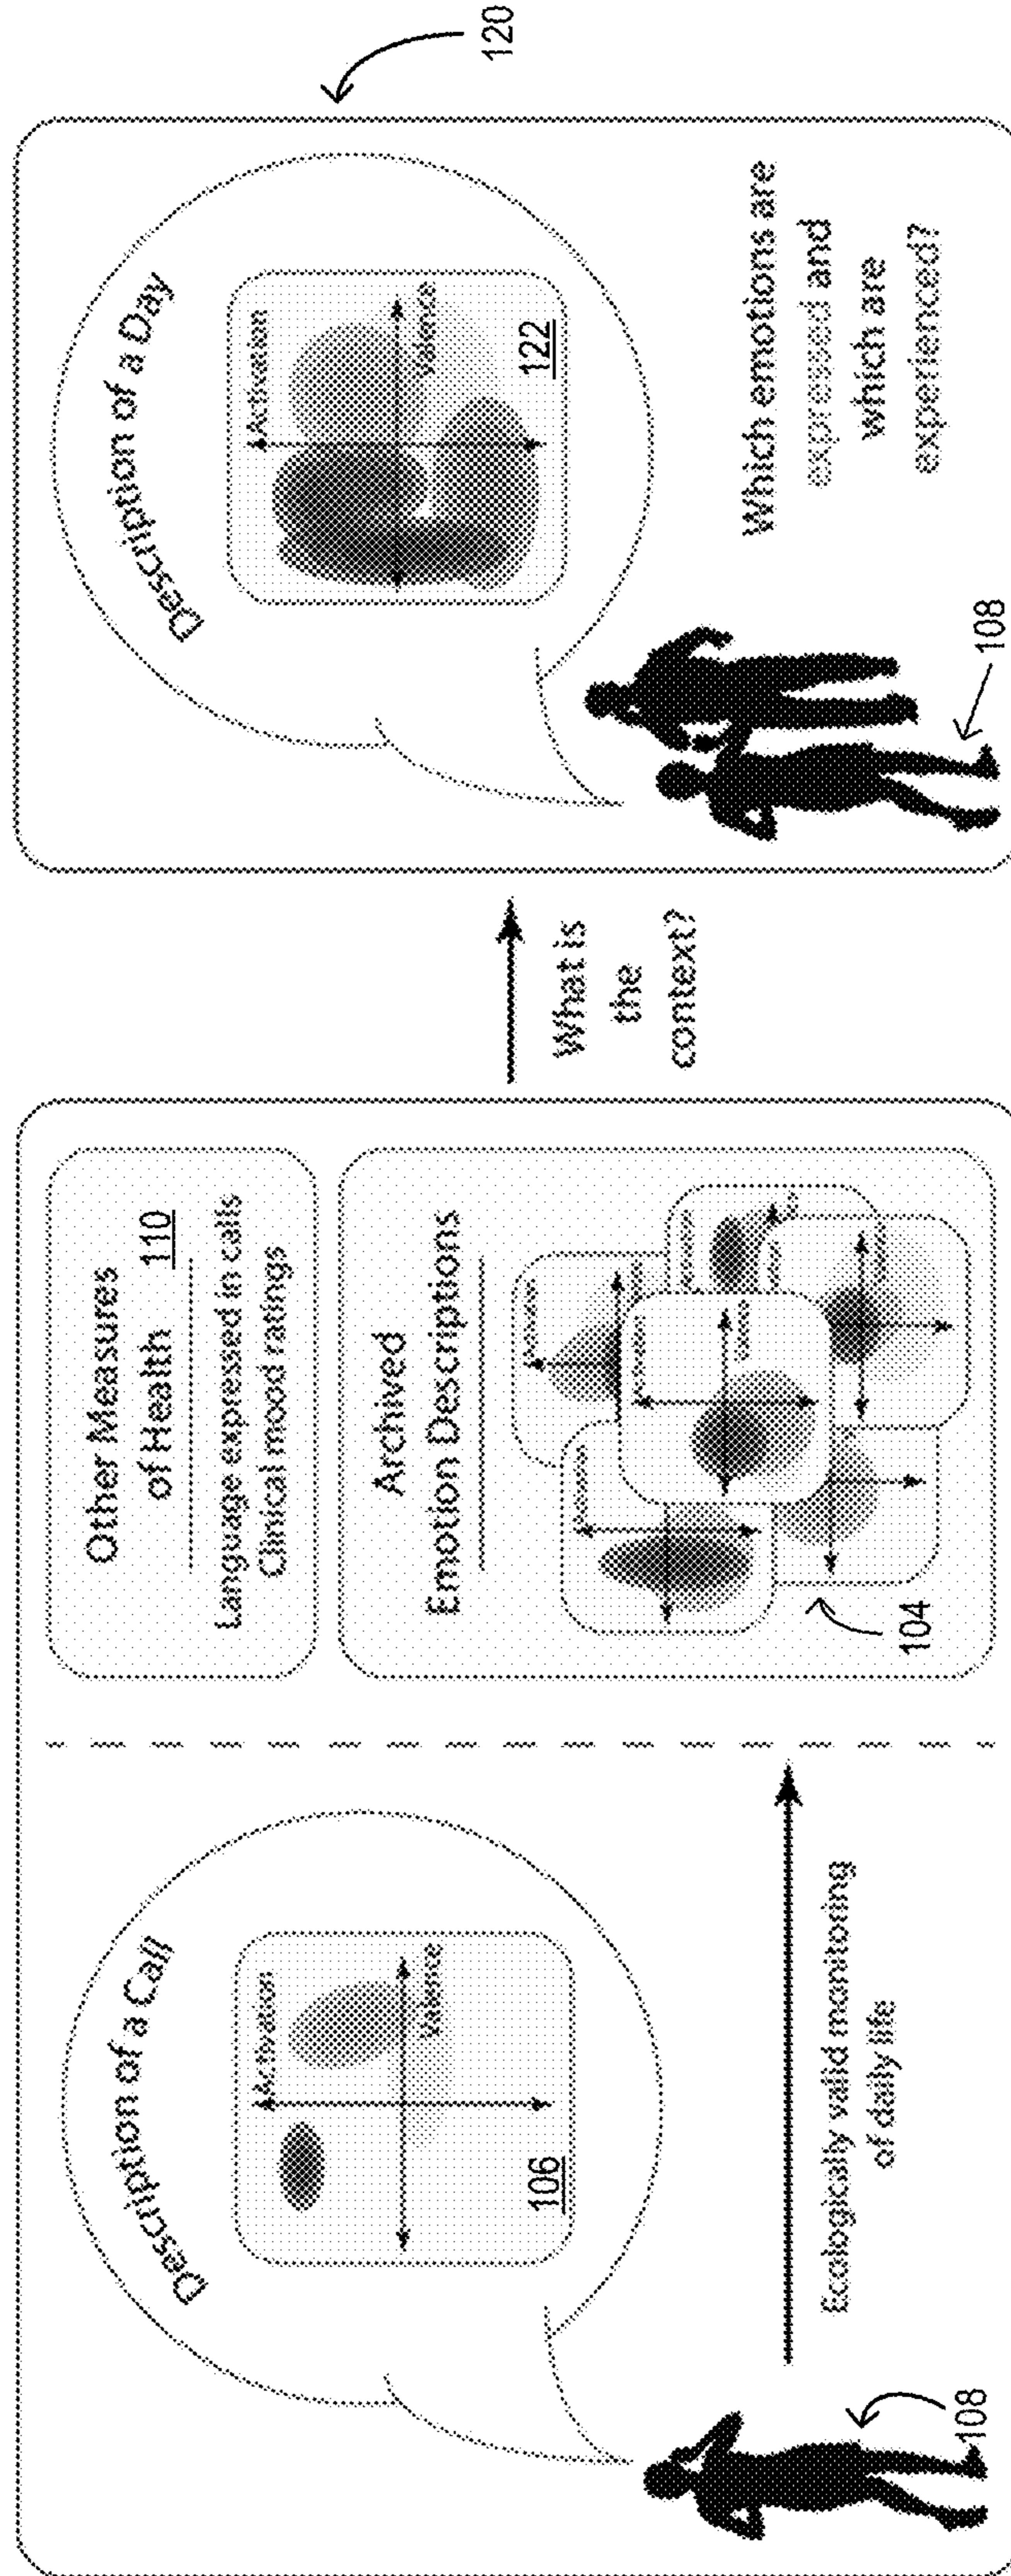 Description of a Call
Activation
Valence
106
108
Ecologically valid monitoring
of daily life
Other Measures
of Health 110
Language expressed in calls
Clinical mood ratings
Archived
Emotion Descriptions
104
What is
the
context?
Description of a Day
Activation
Valence
122
Which emotions are
expressed and
which are
experienced?
108
120